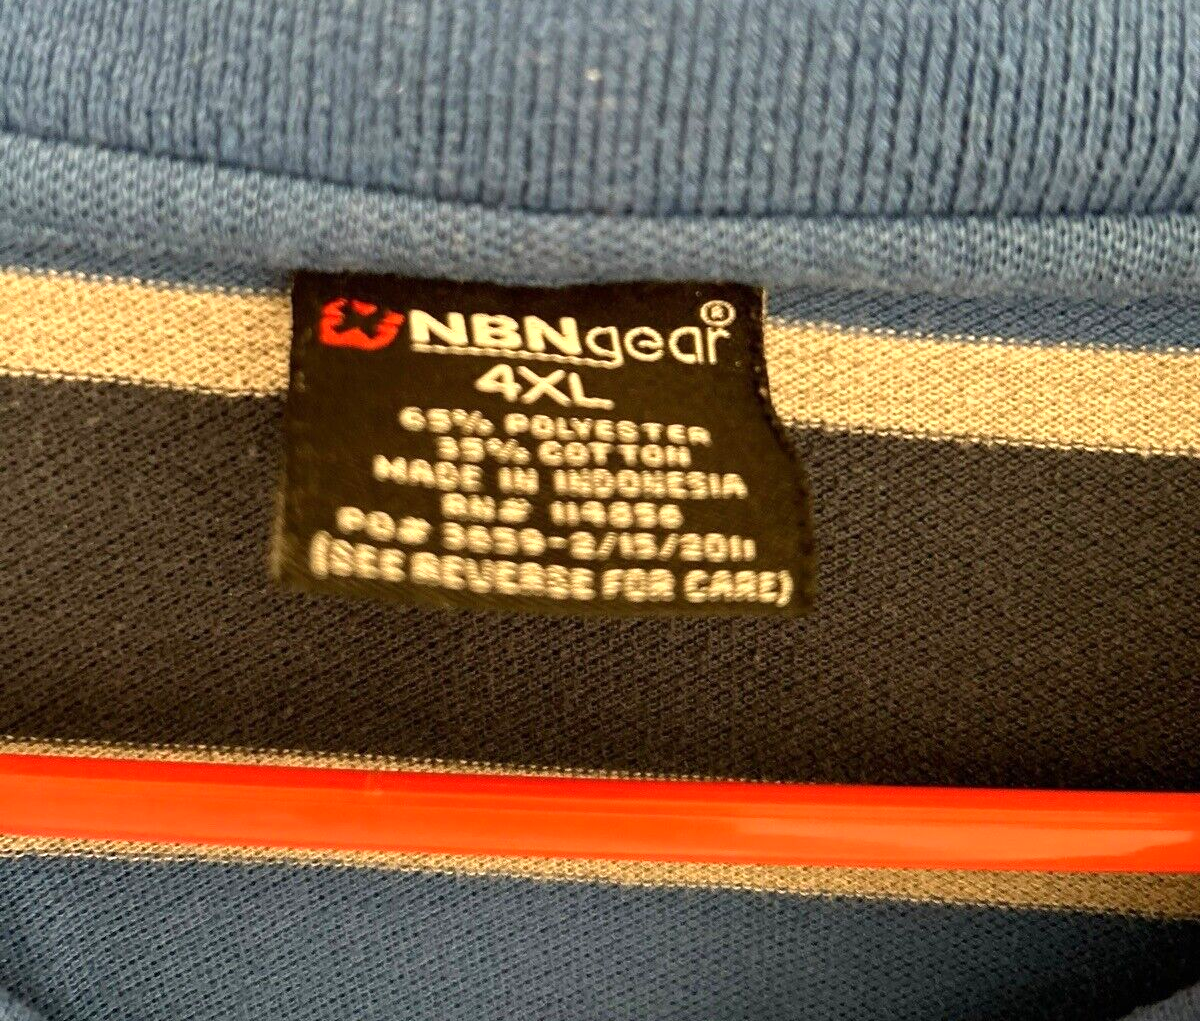 NBNgear®
4XL
65% POLYESTER
35% COTTON
MADE IN INDONESIA
RN# 114856
PO# 3659-2/15/2011
(SEE REVERSE FOR CARE)